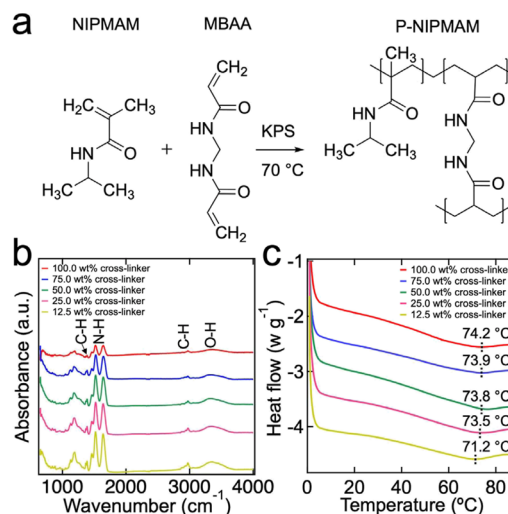 a
NIPMAM
MBAA
P-NIPMAM
H₂C
CH₃
O
HN
H₃C
CH₃
+
CH₂
O
HN
NH
O
CH₂
KPS
70 °C
CH₃
HN
O
O
H₃C
CH₃
HN
NH
O
b
100.0 wt% cross-linker
75.0 wt% cross-linker
50.0 wt% cross-linker
25.0 wt% cross-linker
12.5 wt% cross-linker
C-H
N-H
C-H
O-H
Absorbance (a.u.)
1000 2000 3000 4000
Wavenumber (cm⁻¹)
c
-1
-2
-3
-4
100.0 wt% cross-linker
75.0 wt% cross-linker
50.0 wt% cross-linker
25.0 wt% cross-linker
12.5 wt% cross-linker
74.2 °C
73.9 °C
73.8 °C
73.5 °C
71.2 °C
Heat flow (w g⁻¹)
0 20 40 60 80
Temperature (°C)